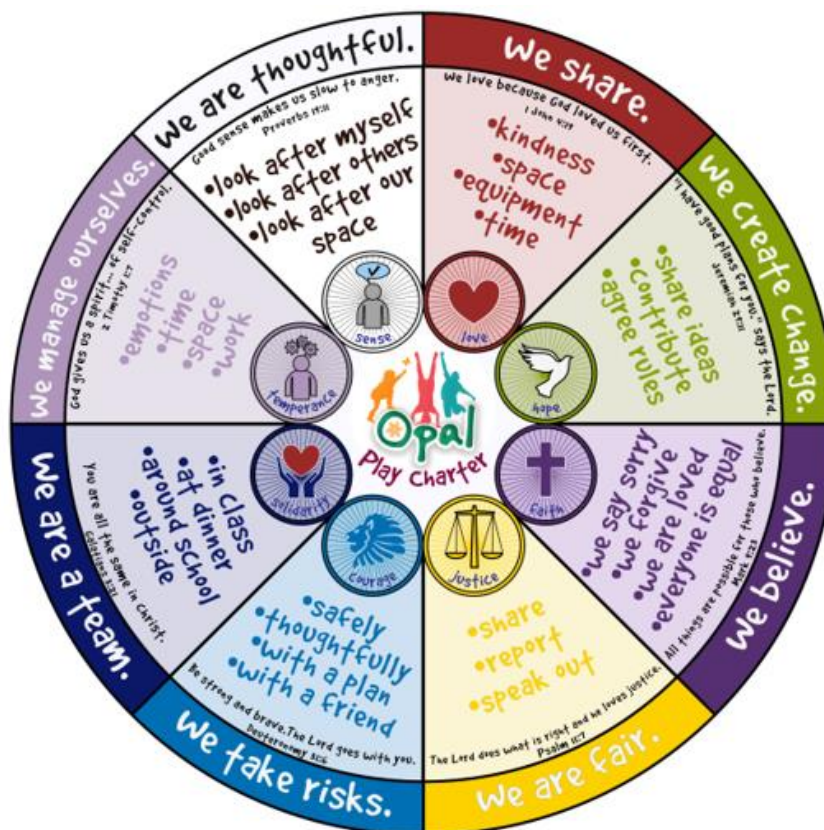 We are thoughtful.
Good sense makes us slow to anger.
Proverbs 19:11
•look after myself
•look after others
•look after our
space
sense
We share.
We love because God loved us first.
1 John 4:19
•kindness
•space
•equipment
•time
love
We create change.
"I have good plans for you." says the Lord.
Jeremiah 29:11
•share ideas
•Contribute
•agree rules
hope
We believe.
All things are possible for those who believe.
Mark 9:23
•we say sorry
•we forgive
•we are loved
•everyone is equal
faith
We are fair.
The Lord does what is right and he loves justice.
Psalm 11:7
•share
•report
•speak out
justice
We take risks.
Be strong and brave. The Lord goes with you.
Deuteronomy 31:6
•safely
•thoughtfully
•with a plan
•with a friend
courage
We are a team.
You are all the same in Christ.
Galatians 3:28
•in class
•at dinner
•around school
•outside
solidarity
We manage ourselves.
God gives us a spirit... of self-control.
2 Timothy 1:7
•emotions
•time
•space
•work
temperance
Opal
Play Charter